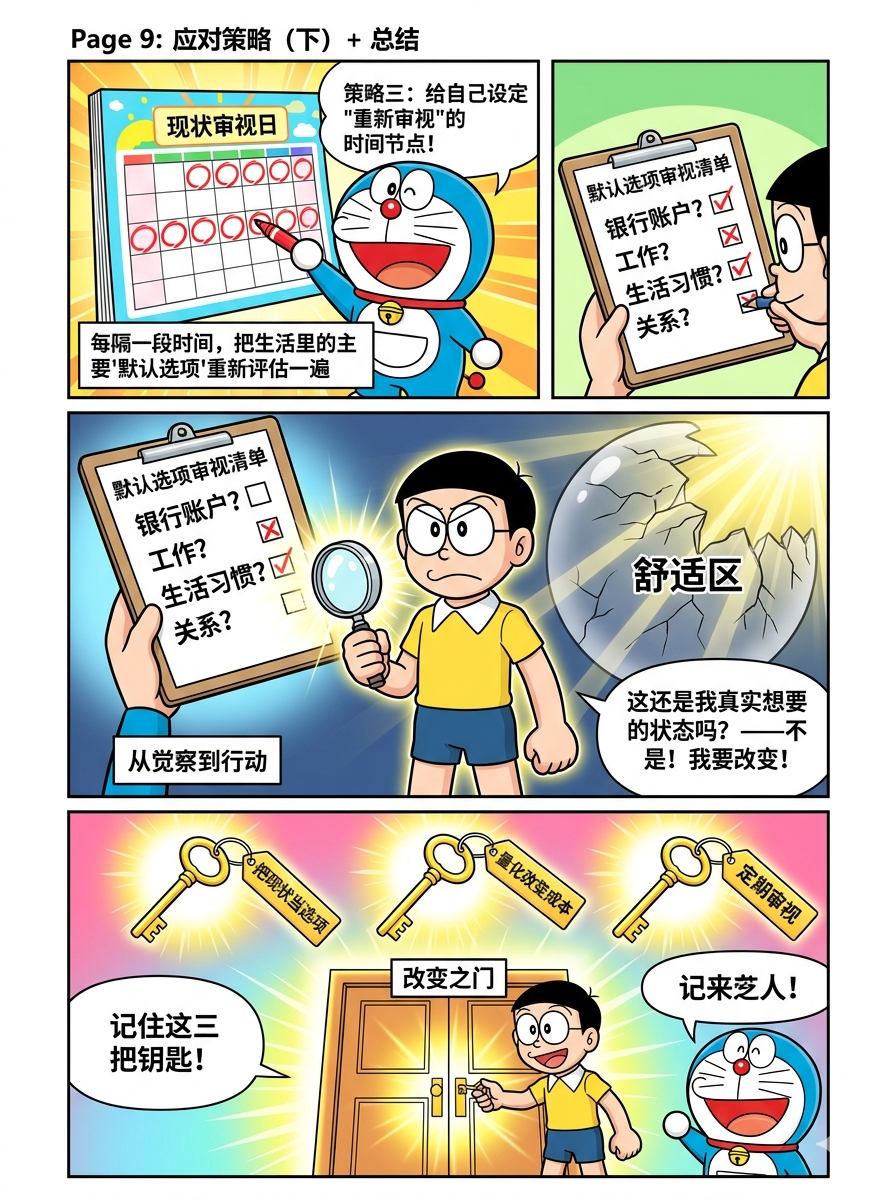 Page 9: 应对策略（下）+ 总结
现状审视日
策略三：给自己设定
"重新审视"的
时间节点！
每隔一段时间，把生活里的主
要'默认选项'重新评估一遍
默认选项审视清单
银行账户？
工作？
生活习惯？
关系？
默认选项审视清单
银行账户？
工作？
生活习惯？
关系？
舒适区
这还是我真实想要
的状态吗？——不
是！我要改变！
从觉察到行动
把现状当选项
量化改变成本
定期审视
改变之门
记住这三
把钥匙！
记来芝人！